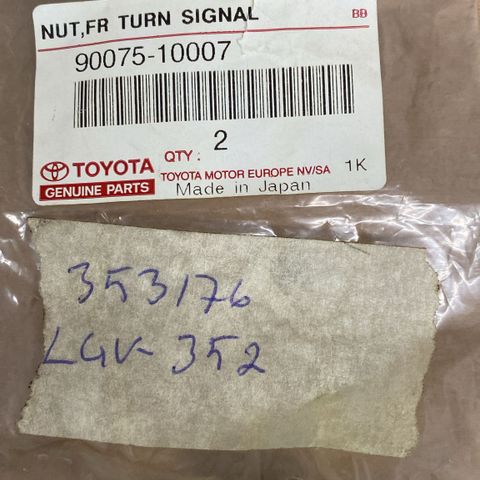 NUT,FR TURN SIGNAL BB
90075-10007
QTY : 2
TOYOTA TOYOTA MOTOR EUROPE NV/SA 1K
GENUINE PARTS Made in Japan
353176
LGV-352